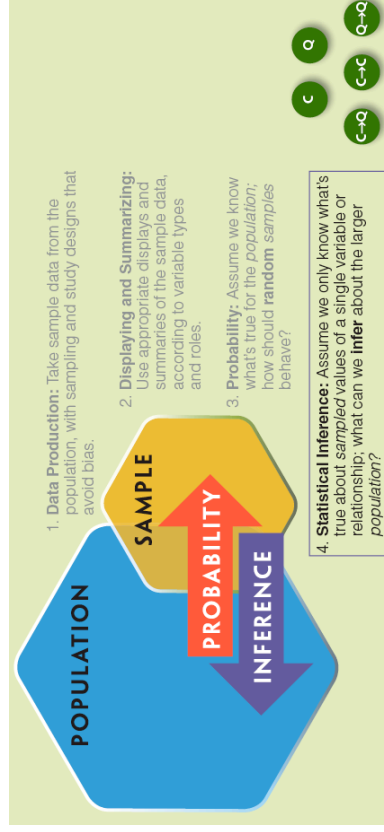 POPULATION
SAMPLE
PROBABILITY
INFERENCE
1. Data Production: Take sample data from the
population, with sampling and study designs that
avoid bias.
2. Displaying and Summarizing:
Use appropriate displays and
summaries of the sample data,
according to variable types
and roles.
3. Probability: Assume we know
what's true for the population;
how should random samples
behave?
4. Statistical Inference: Assume we only know what's
true about sampled values of a single variable or
relationship; what can we infer about the larger
population?
C
Q
C→Q
C→C
Q→Q